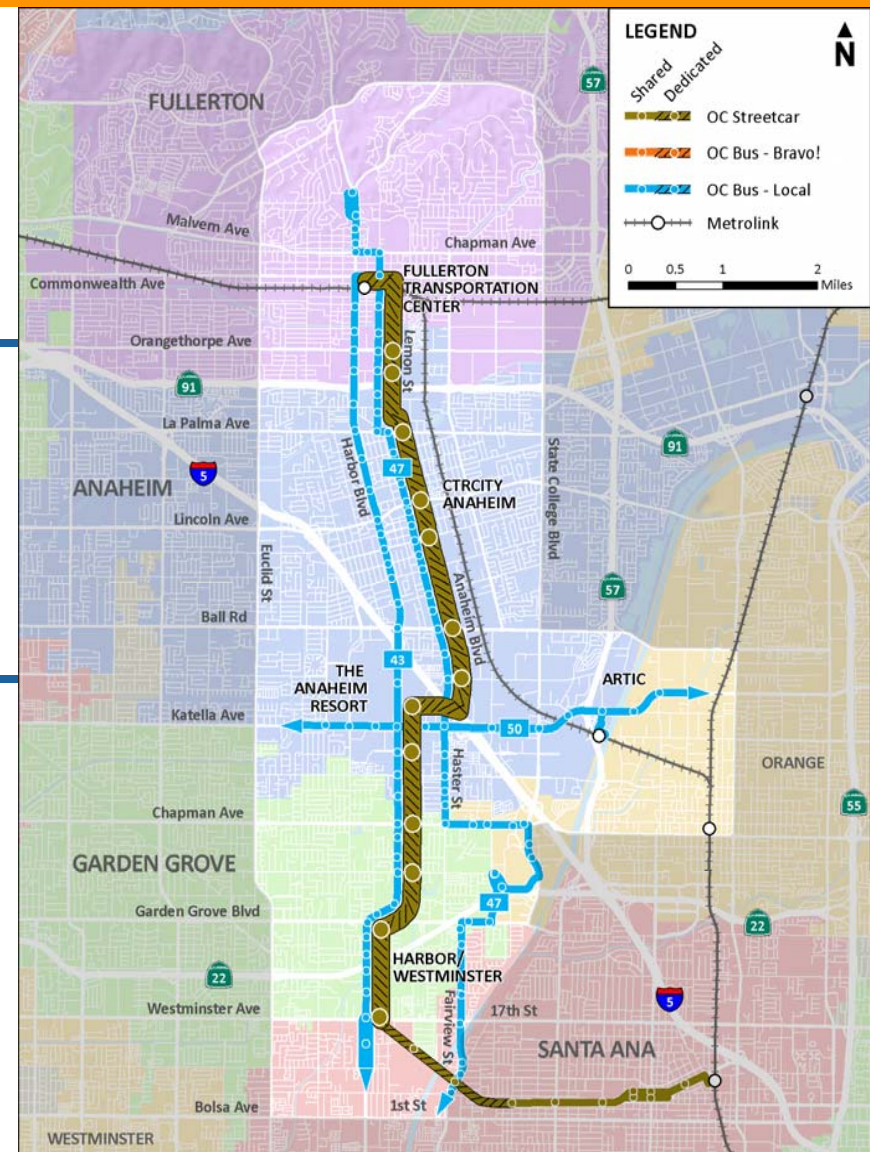 LEGEND
N
Shared
Dedicated
OC Streetcar
OC Bus - Bravo!
OC Bus - Local
Metrolink
0 0.5 1 2
Miles
57
FULLERTON
Malvern Ave
Chapman Ave
Commonwealth Ave
FULLERTON
TRANSPORTATION
CENTER
Orangethorpe Ave
Lemon St
91
La Palma Ave
91
Harbor Blvd
47
State College Blvd
5
ANAHEIM
CTRCITY
ANAHEIM
Lincoln Ave
Euclid St
Anaheim Blvd
57
Ball Rd
43
THE
ANAHEIM
RESORT
ARTIC
Katella Ave
50
Haster St
ORANGE
55
Chapman Ave
GARDEN GROVE
47
Garden Grove Blvd
22
HARBOR/
WESTMINSTER
22
Fairview St
5
Westminster Ave
17th St
SANTA ANA
Bolsa Ave
1st St
WESTMINSTER